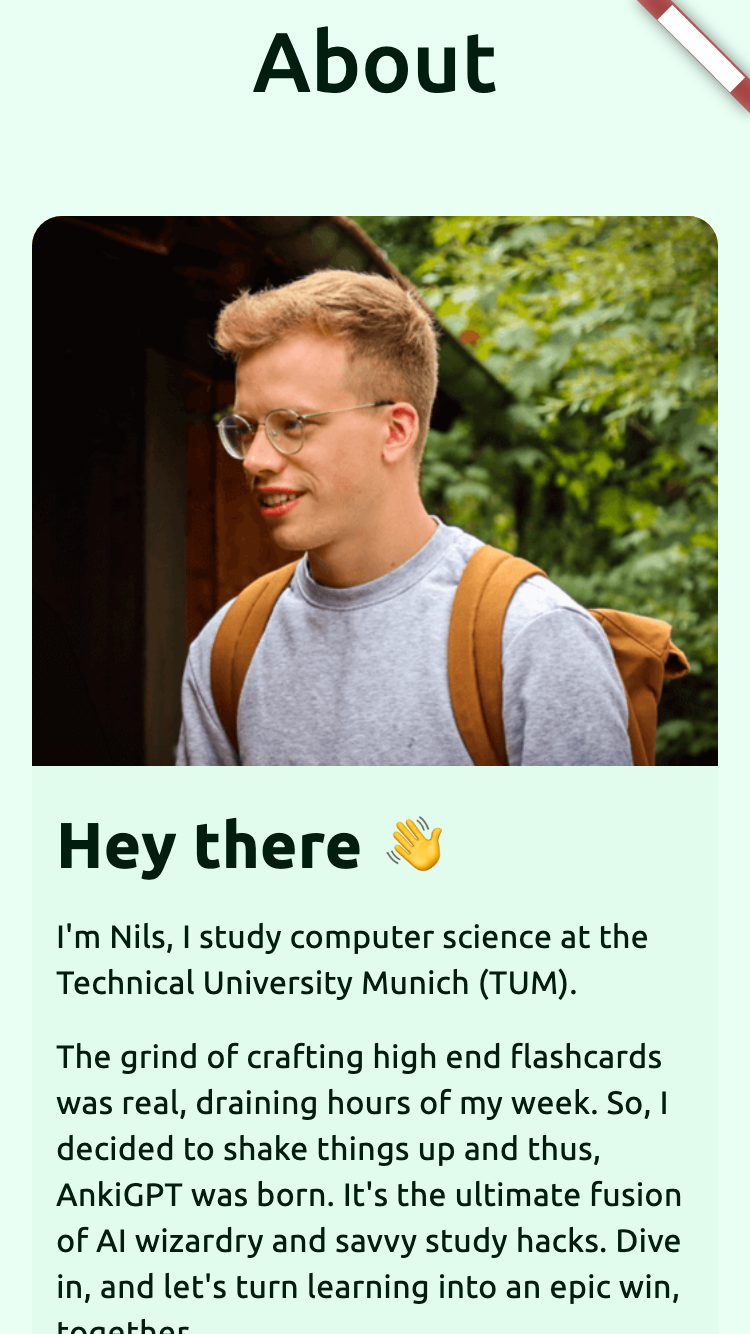 About
Hey there 👋
I'm Nils, I study computer science at the
Technical University Munich (TUM).
The grind of crafting high end flashcards
was real, draining hours of my week. So, I
decided to shake things up and thus,
AnkiGPT was born. It's the ultimate fusion
of AI wizardry and savvy study hacks. Dive
in, and let's turn learning into an epic win,
together